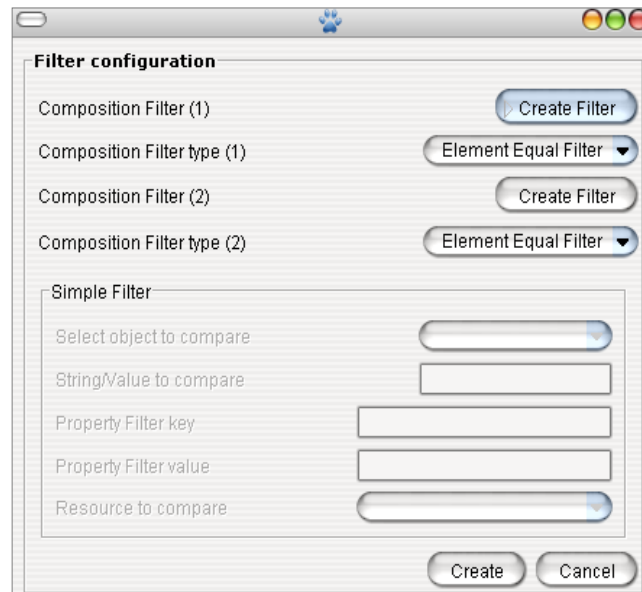 Filter configuration
Composition Filter (1) Create Filter
Composition Filter type (1) Element Equal Filter
Composition Filter (2) Create Filter
Composition Filter type (2) Element Equal Filter
Simple Filter
Select object to compare
String/Value to compare
Property Filter key
Property Filter value
Resource to compare
Create Cancel